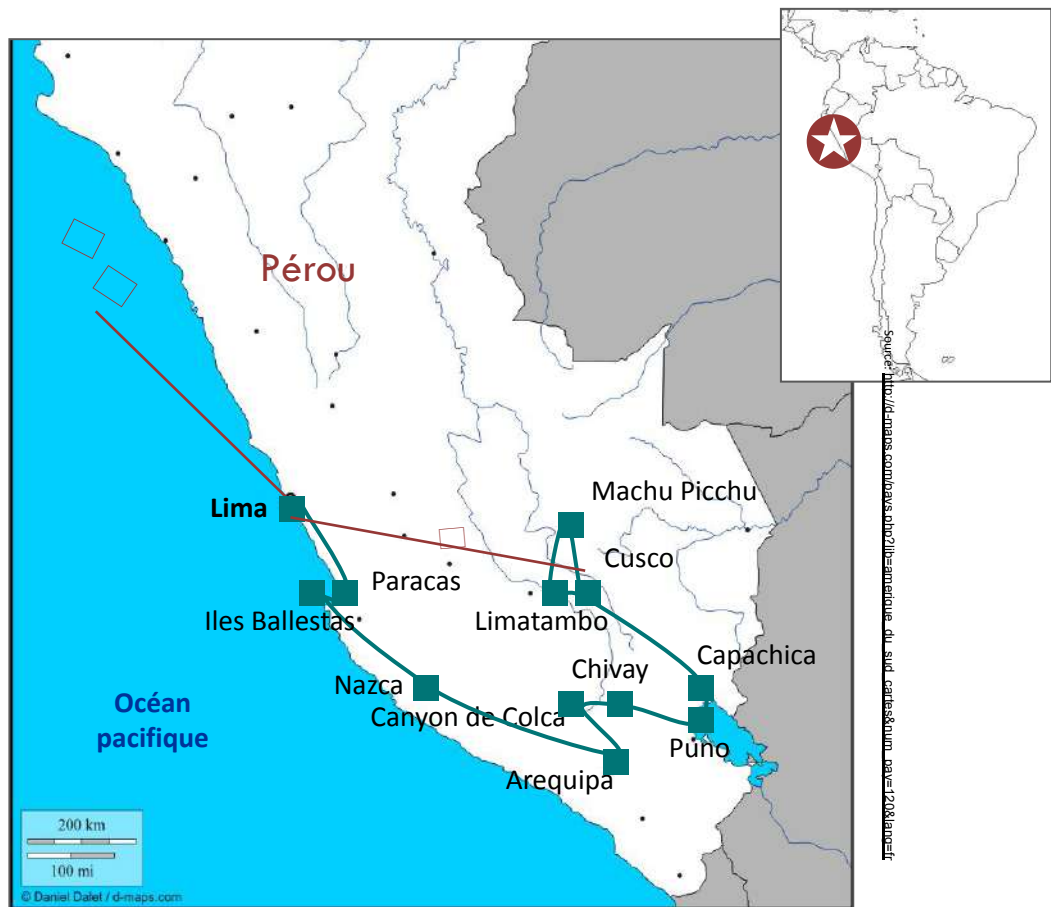 Pérou
Lima
Machu Picchu
Cusco
Paracas
Iles Ballestas
Limatambo
Capachica
Chivay
Nazca
Canyon de Colca
Puno
Arequipa
Océan
pacifique
200 km
100 mi
© Daniel Dalet / d-maps.com
Source: http://d-maps.com/pays.php?lib=amerique_du_sud_cartes&num_pay=120&lang=fr